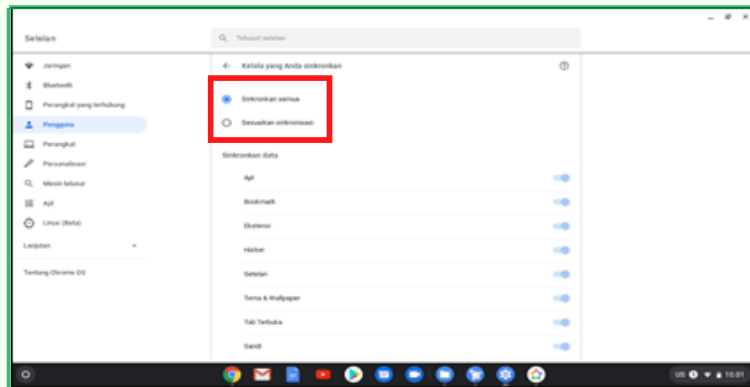 Setelan
Telusuri setelan
Jaringan
Bluetooth
Perangkat yang terhubung
Pengguna
Perangkat
Personalisasi
Mesin telusur
Apl
Linux (Beta)
Lanjutan
Tentang Chrome OS
Kelola yang Anda sinkronkan
Sinkronkan semua
Sesuaikan sinkronisasi
Sinkronkan data
Apl
Bookmark
Ekstensi
Histori
Setelan
Tema & Wallpaper
Tab Terbuka
Sandi
US
10.01